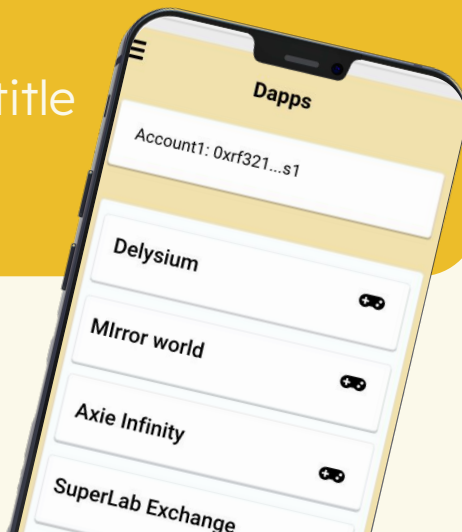 title
Dapps
Account1: 0xrf321...s1
Delysium
MIrror world
Axie Infinity
SuperLab Exchange